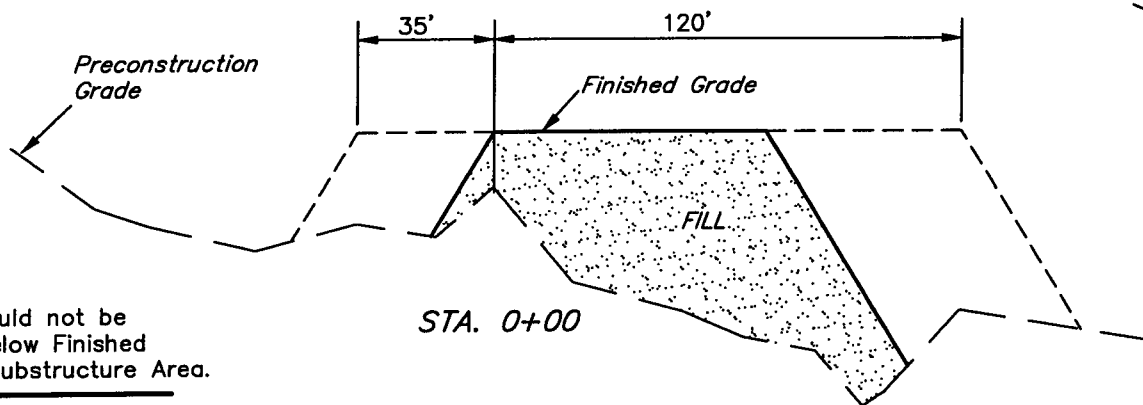 35'
120'
Preconstruction
Grade
Finished Grade
FILL
STA. 0+00
uld not be
elow Finished
ubstructure Area.